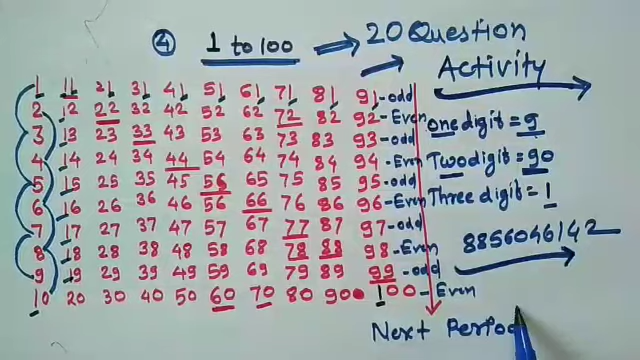 ④ 1 to 100 → 20 Question
→ Activity
1 11 21 31 41 51 61 71 81 91-odd
2 12 22 32 42 52 62 72 82 92-Even
3 13 23 33 43 53 63 73 83 93-odd
4 14 24 34 44 54 64 74 84 94-Even
5 15 25 35 45 55 65 75 85 95-odd
6 16 26 36 46 56 66 76 86 96-Even
7 17 27 37 47 57 67 77 87 97-odd
8 18 28 38 48 58 68 78 88 98-Even
9 19 29 39 49 59 69 79 89 99-odd
10 20 30 40 50 60 70 80 90 100-Even
one digit = 9
Two digit = 90
Three digit = 1
8856046142
Next Period